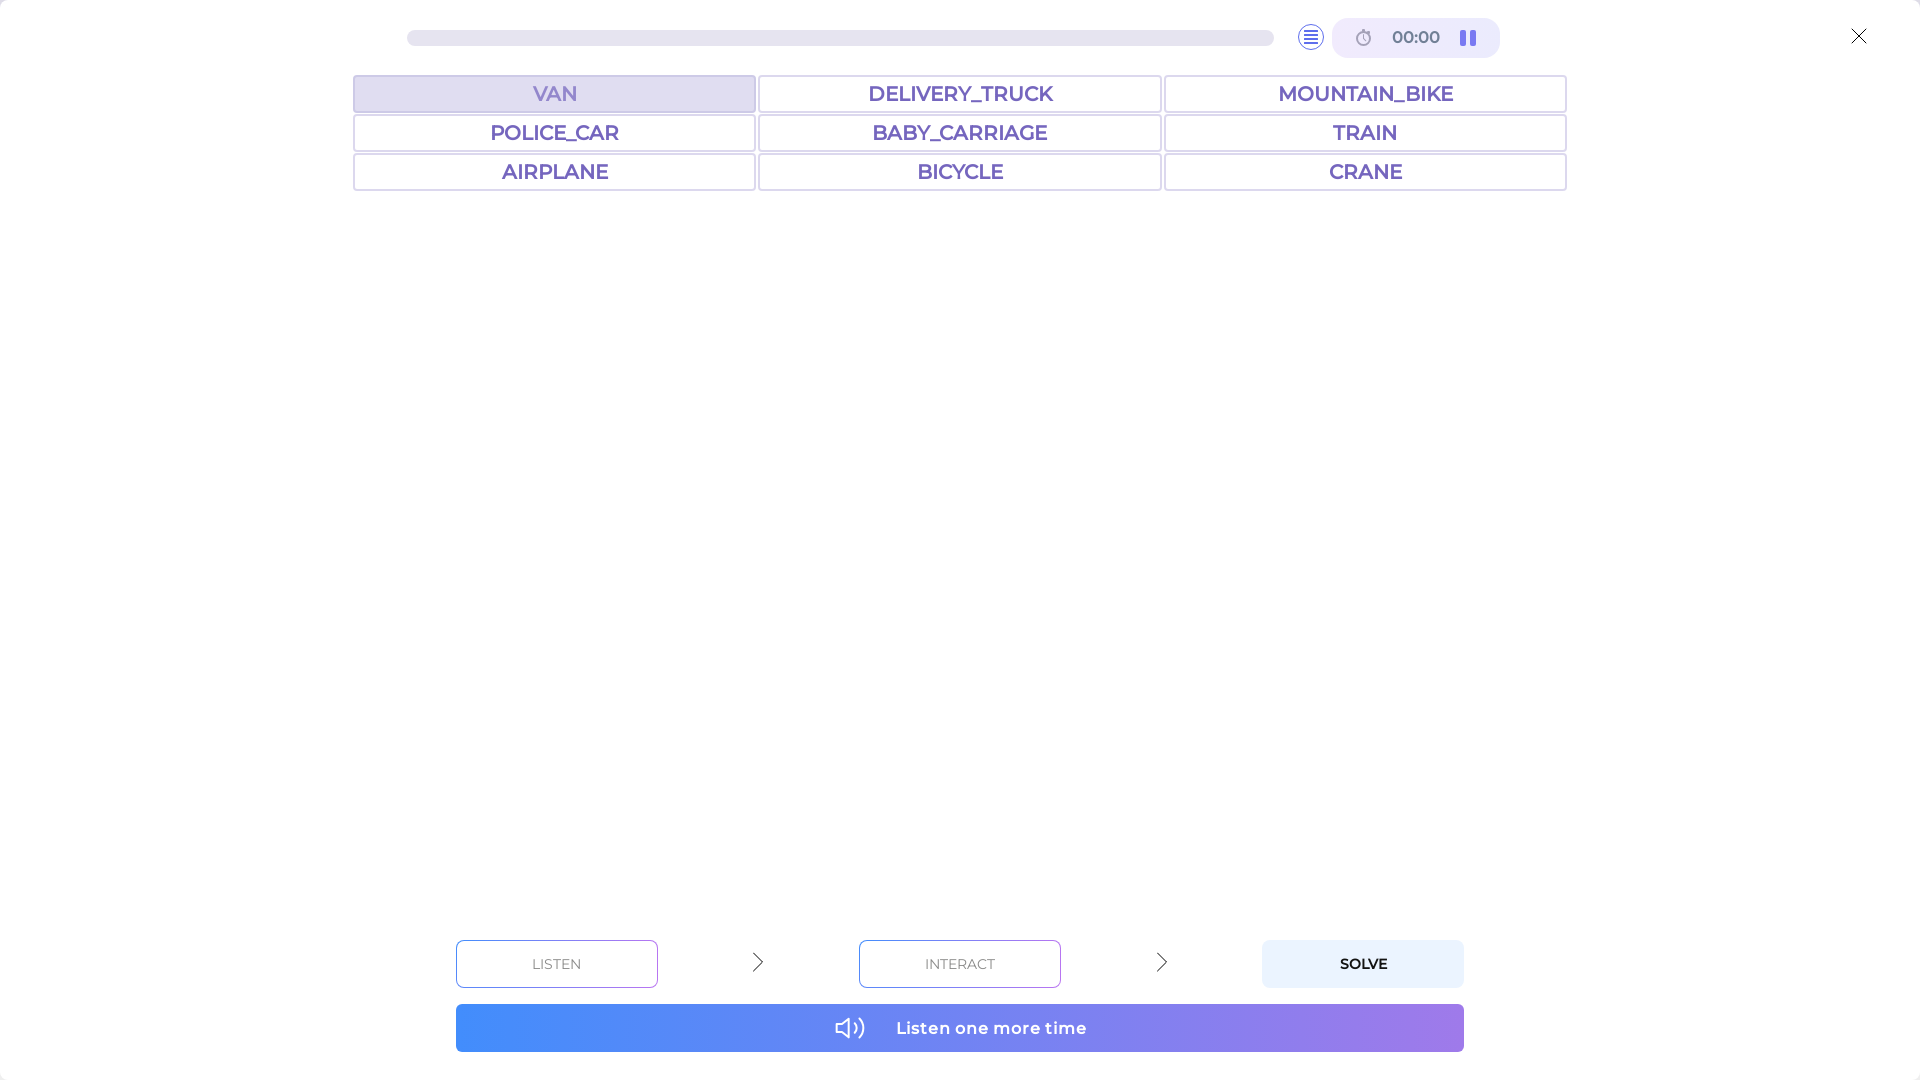 00:00
VAN DELIVERY_TRUCK MOUNTAIN_BIKE
POLICE_CAR BABY_CARRIAGE TRAIN
AIRPLANE BICYCLE CRANE
LISTEN INTERACT SOLVE
Listen one more time